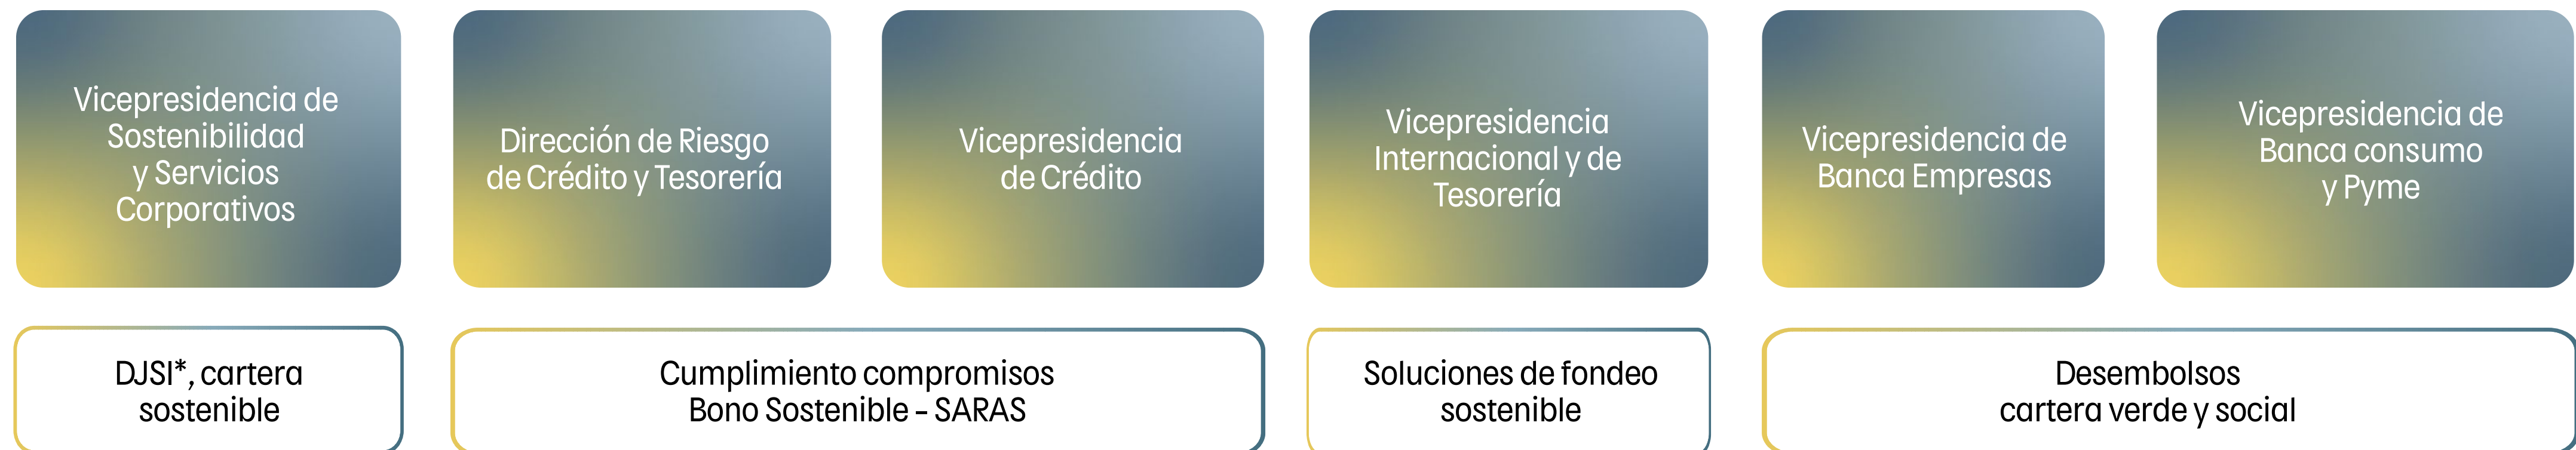 Vicepresidencia de
Sostenibilidad
y Servicios
Corporativos
Dirección de Riesgo
de Crédito y Tesorería
Vicepresidencia
de Crédito
Vicepresidencia
Internacional y de
Tesorería
Vicepresidencia de
Banca Empresas
Vicepresidencia de
Banca consumo
y Pyme
DJSI*, cartera
sostenible
Cumplimiento compromisos
Bono Sostenible - SARAS
Soluciones de fondeo
sostenible
Desembolsos
cartera verde y social